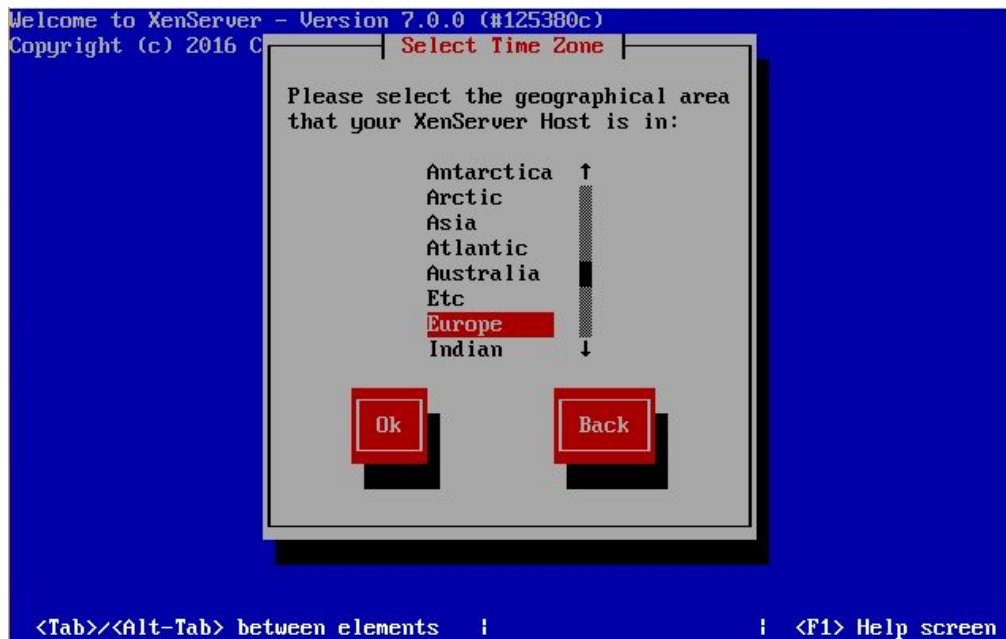 Welcome to XenServer - Version 7.0.0 (#125380c)
Copyright (c) 2016 C
Select Time Zone
Please select the geographical area
that your XenServer Host is in:
Antarctica ↑
Arctic
Asia
Atlantic
Australia
Etc
Europe
Indian ↓
Ok Back
<Tab>/<Alt-Tab> between elements | | <F1> Help screen